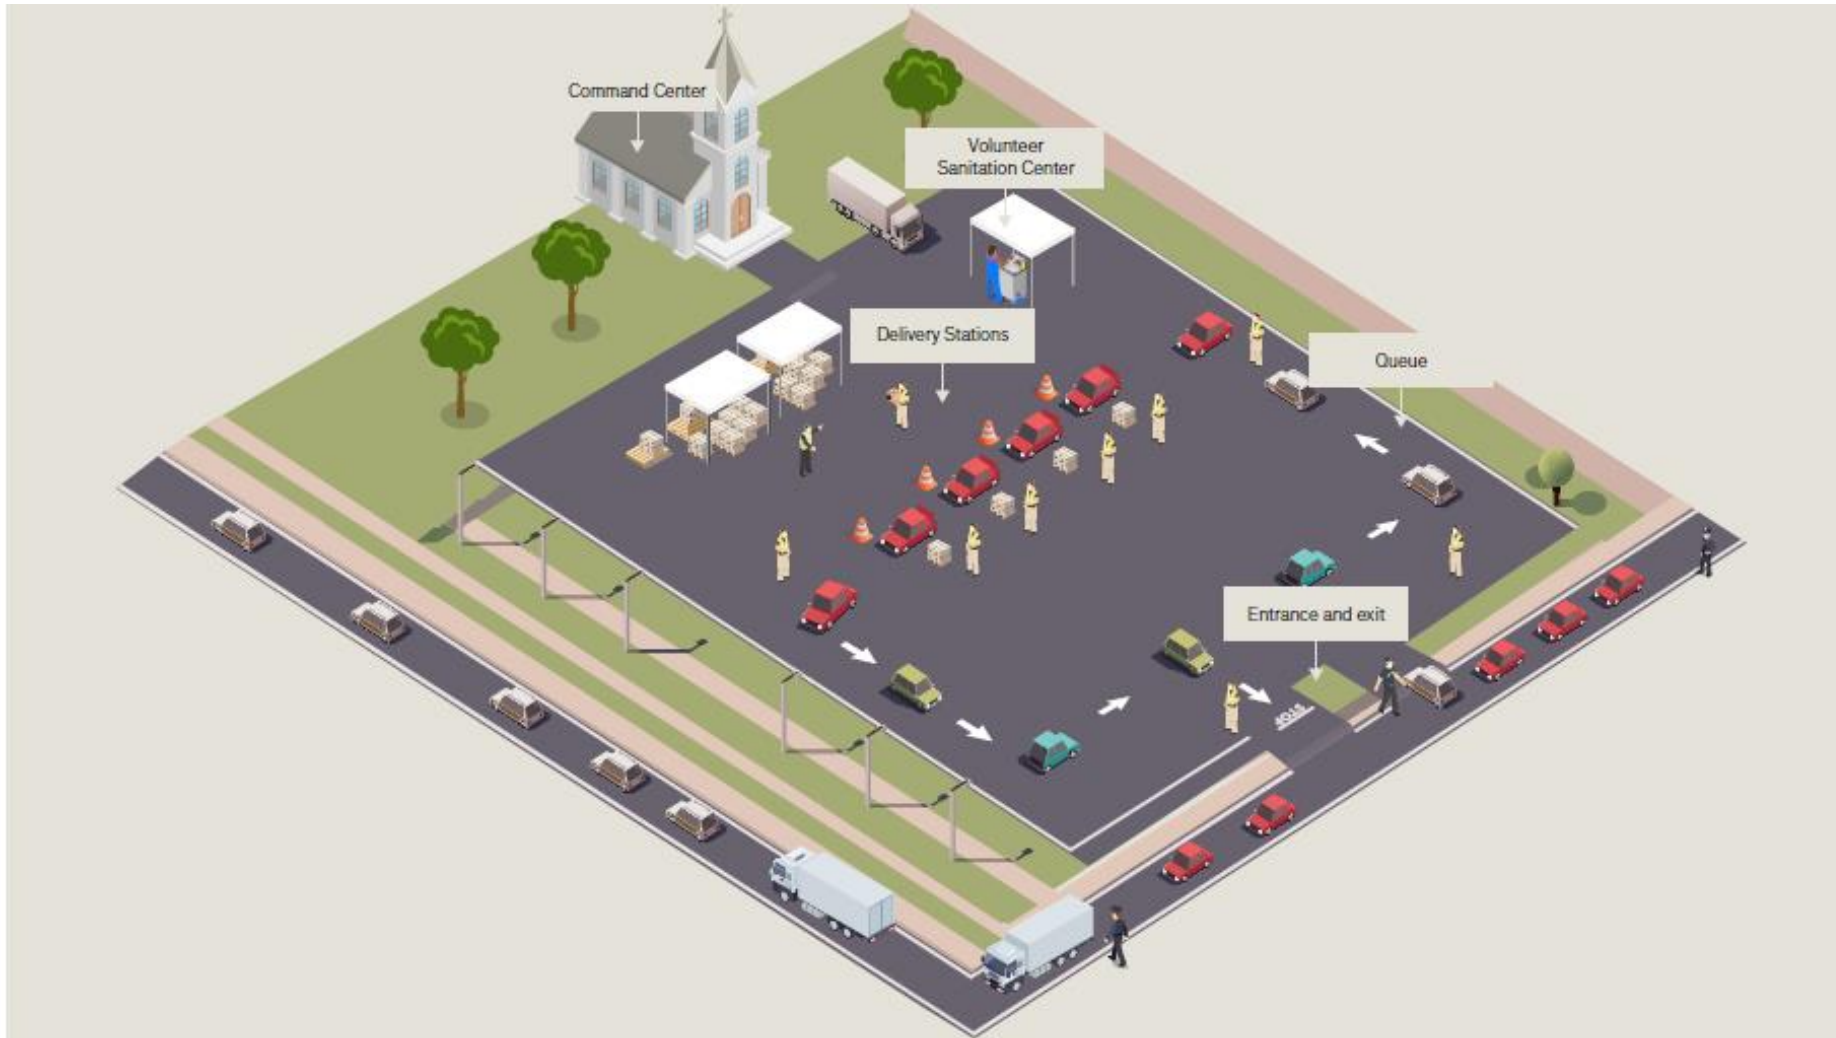 Command Center
Volunteer
Sanitation Center
Delivery Stations
Queue
Entrance and exit